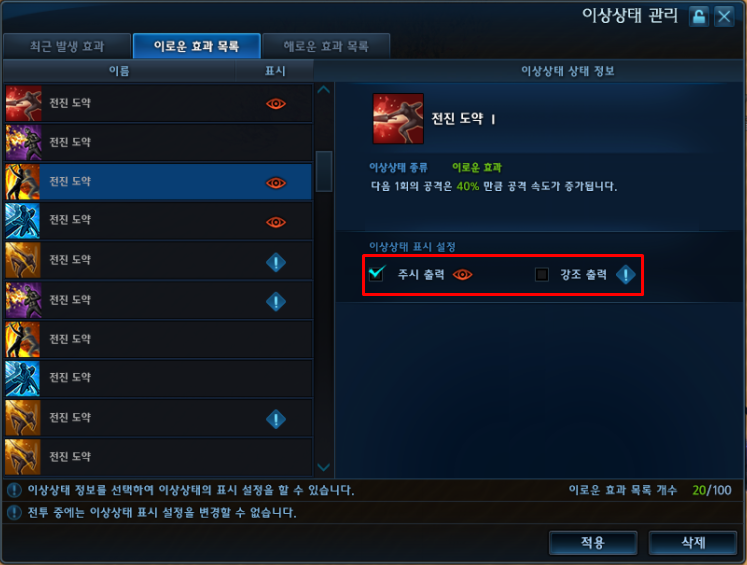 이상상태 관리
최근 발생 효과
이로운 효과 목록
해로운 효과 목록
이름
표시
이상상태 상태 정보
전진 도약
전진 도약
전진 도약
전진 도약
전진 도약
전진 도약
전진 도약
전진 도약
전진 도약
전진 도약
전진 도약 I
이상상태 종류 이로운 효과
다음 1회의 공격은 40% 만큼 공격 속도가 증가됩니다.
이상상태 표시 설정
주시 출력
강조 출력
이상상태 정보를 선택하여 이상상태의 표시 설정을 할 수 있습니다.
이로운 효과 목록 개수 20/100
전투 중에는 이상상태 표시 설정을 변경할 수 없습니다.
적용
삭제